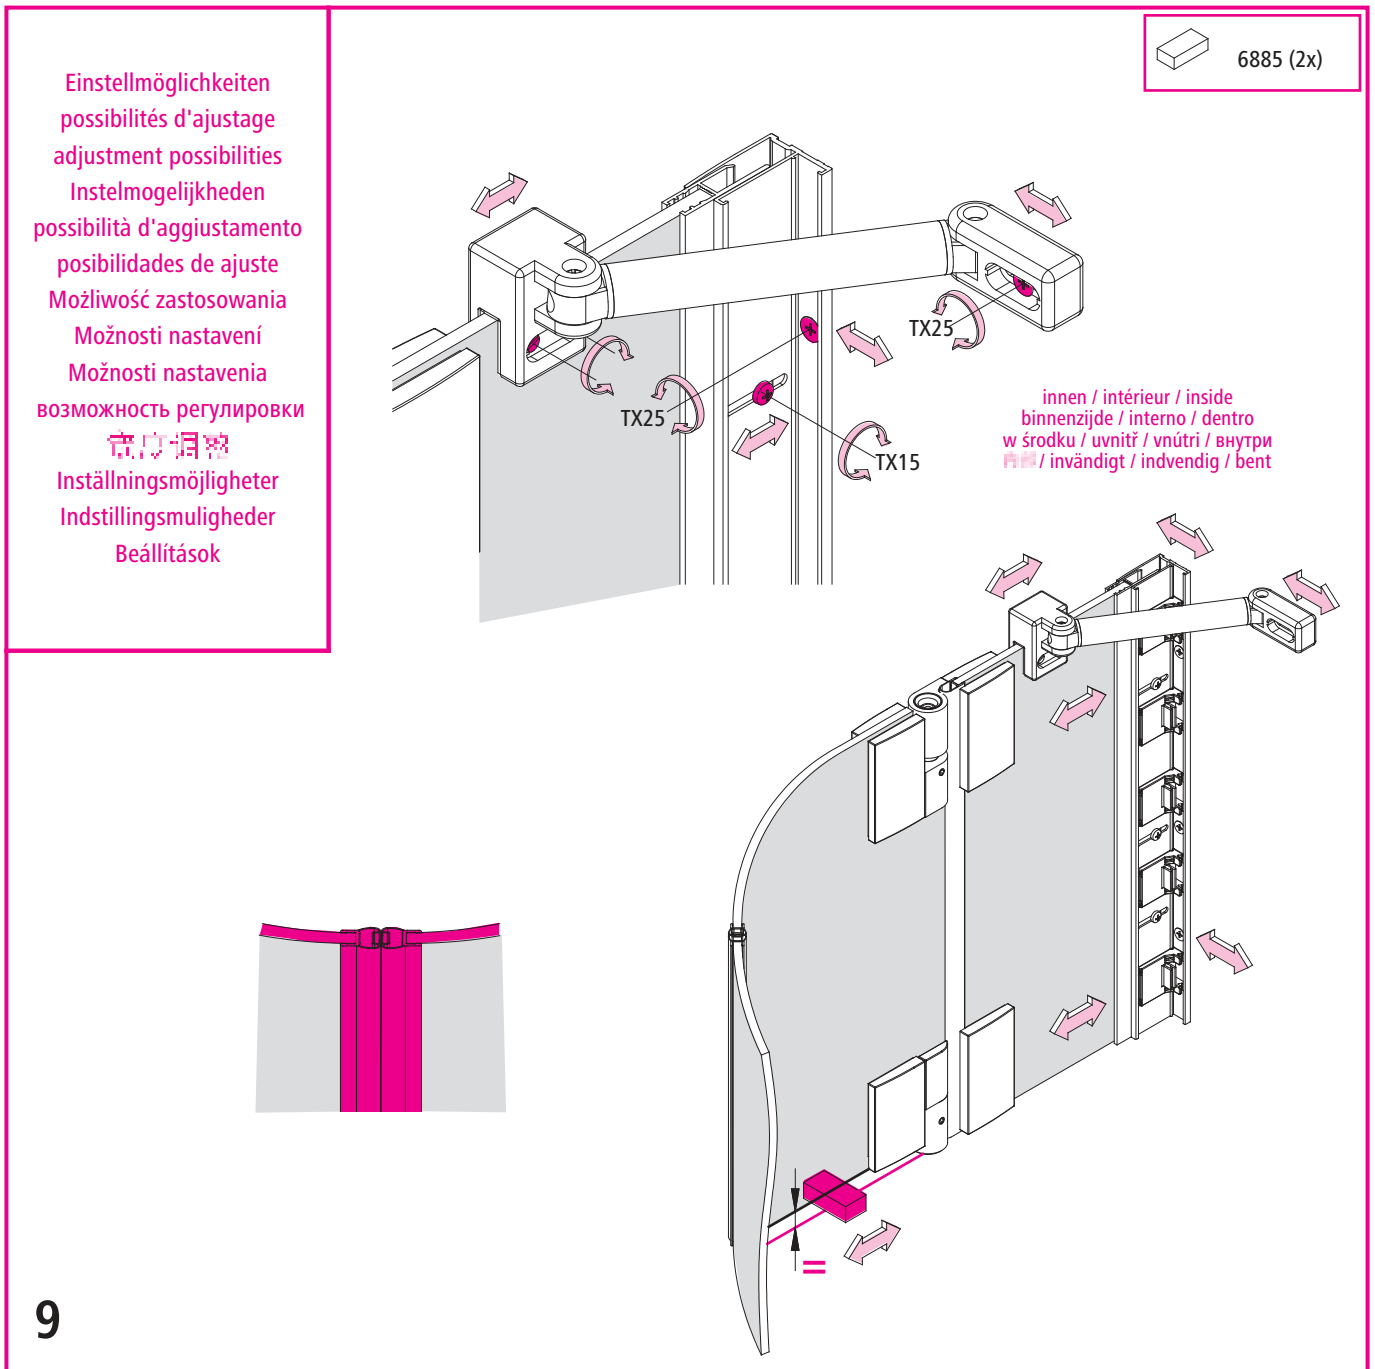 Einstellmöglichkeiten
possibilités d'ajustage
adjustment possibilities
Instelmogelijkheden
possibilità d'aggiustamento
posibilidades de ajuste
Możliwość zastosowania
Možnosti nastavení
Možnosti nastavenia
возможность регулировки
Inställningsmöjligheter
Indstillingsmuligheder
Beállítások
6885 (2x)
TX25
TX25
TX15
innen / intérieur / inside
binnenzijde / interno / dentro
w środku / uvnitř / vnútri / внутри
/ invändigt / indvendig / bent
=
9